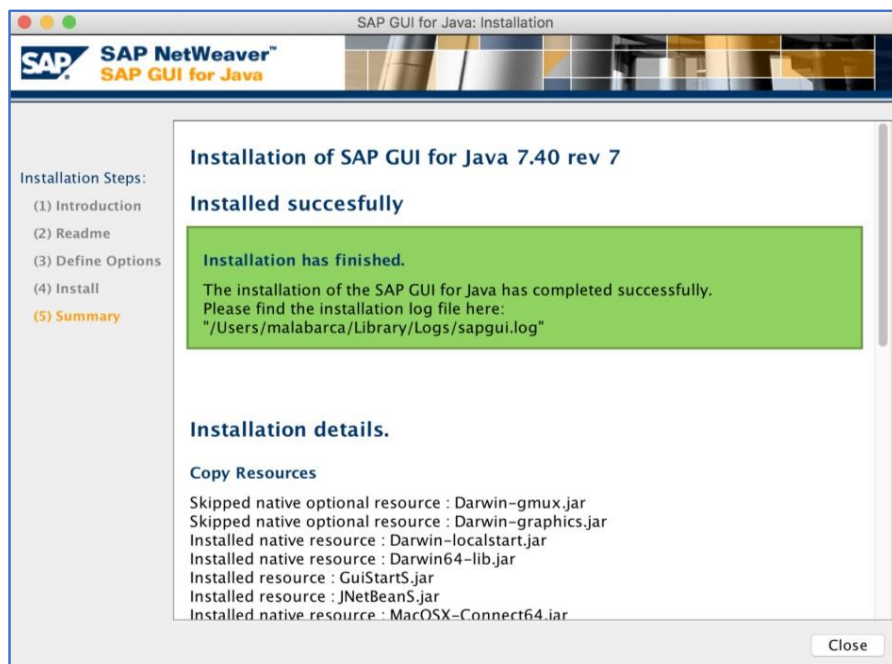 SAP GUI for Java: Installation
SAP
SAP NetWeaver™
SAP GUI for Java
Installation Steps:
(1) Introduction
(2) Readme
(3) Define Options
(4) Install
(5) Summary
Installation of SAP GUI for Java 7.40 rev 7
Installed succesfully
Installation has finished.
The installation of the SAP GUI for Java has completed successfully.
Please find the installation log file here:
"/Users/malabarca/Library/Logs/sapgui.log"
Installation details.
Copy Resources
Skipped native optional resource : Darwin-gmux.jar
Skipped native optional resource : Darwin-graphics.jar
Installed native resource : Darwin-localstart.jar
Installed native resource : Darwin64-lib.jar
Installed resource : GuiStartS.jar
Installed resource : JNetBeanS.jar
Installed native resource : MacOSX-Connect64.jar
Close